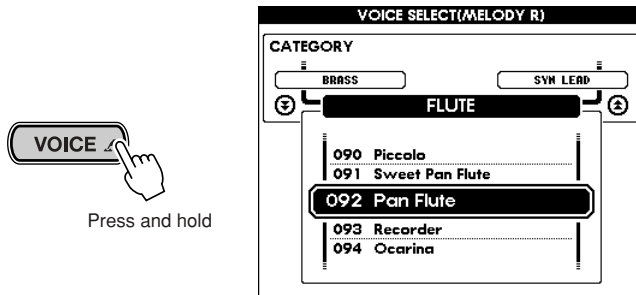 VOICE
Press and hold
VOICE SELECT(MELODY R)
CATEGORY
BRASS
SYN LEAD
FLUTE
090 Piccolo
091 Sweet Pan Flute
092 Pan Flute
093 Recorder
094 Ocarina